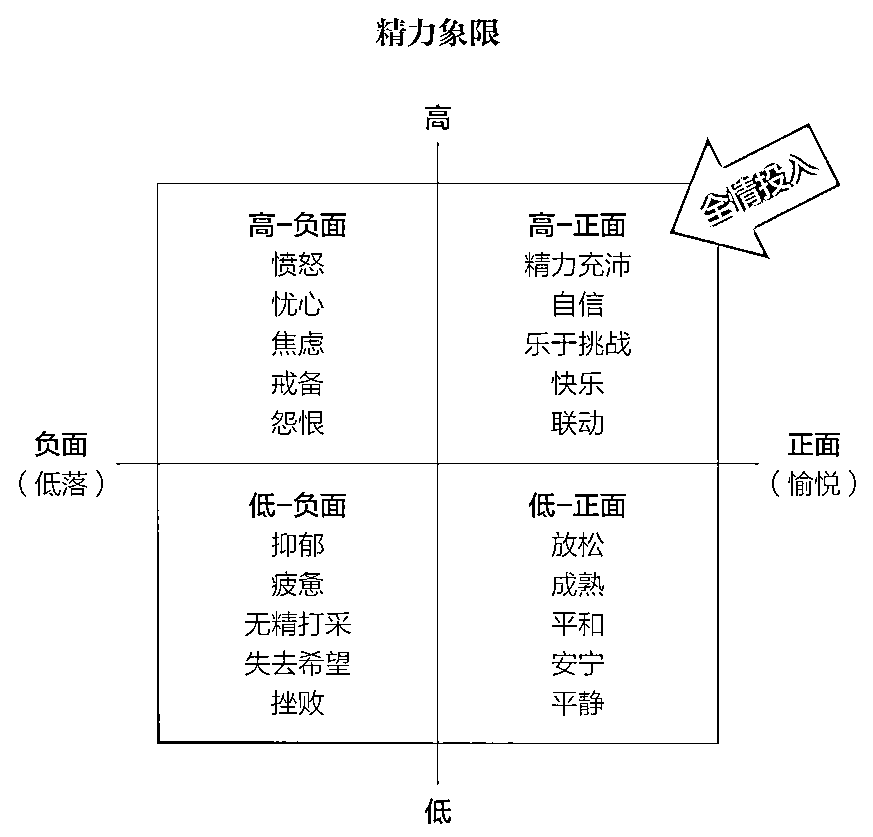 精力象限
高
全情投入
高–负面
愤怒
忧心
焦虑
戒备
怨恨
高–正面
精力充沛
自信
乐于挑战
快乐
联动
负面
（低落）
正面
（愉悦）
低–负面
抑郁
疲惫
无精打采
失去希望
挫败
低–正面
放松
成熟
平和
安宁
平静
低